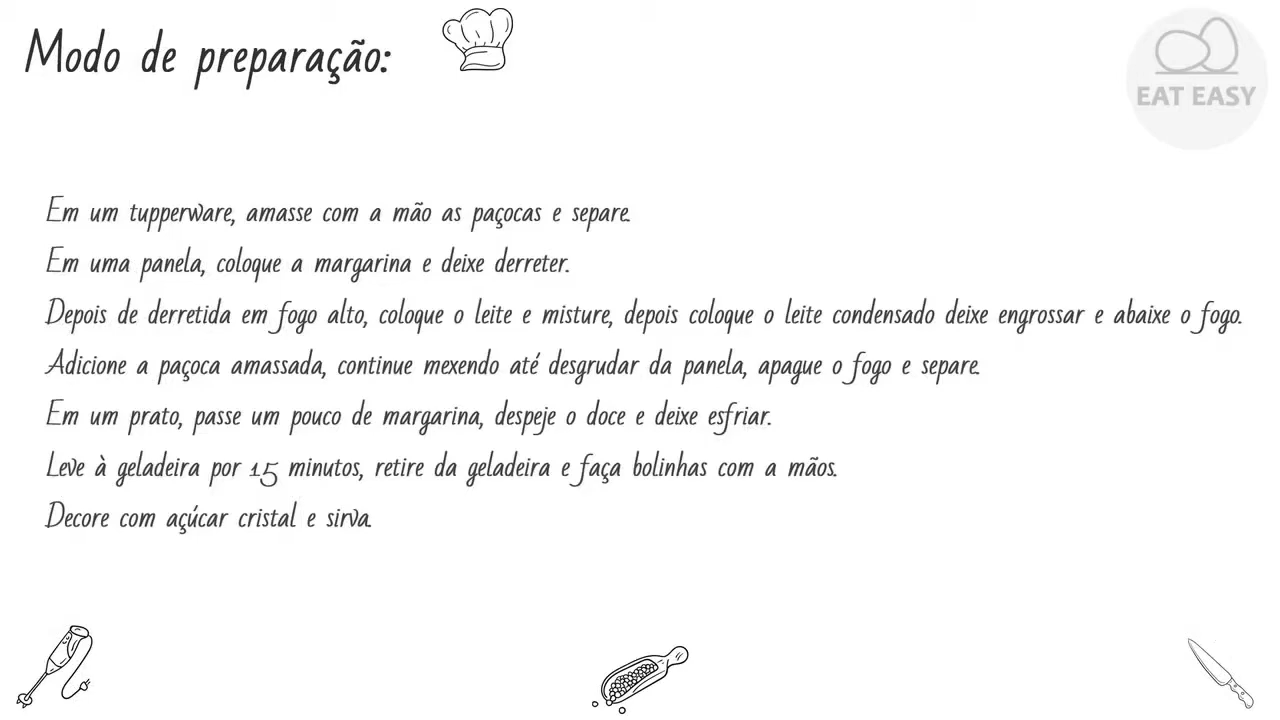 Modo de preparação:
EAT EASY
Em um tupperware, amasse com a mão as paçocas e separe.
Em uma panela, coloque a margarina e deixe derreter.
Depois de derretida em fogo alto, coloque o leite e misture, depois coloque o leite condensado deixe engrossar e abaixe o fogo.
Adicione a paçoca amassada, continue mexendo até desgrudar da panela, apague o fogo e separe.
Em um prato, passe um pouco de margarina, despeje o doce e deixe esfriar.
Leve à geladeira por 15 minutos, retire da geladeira e faça bolinhas com a mãos.
Decore com açúcar cristal e sirva.